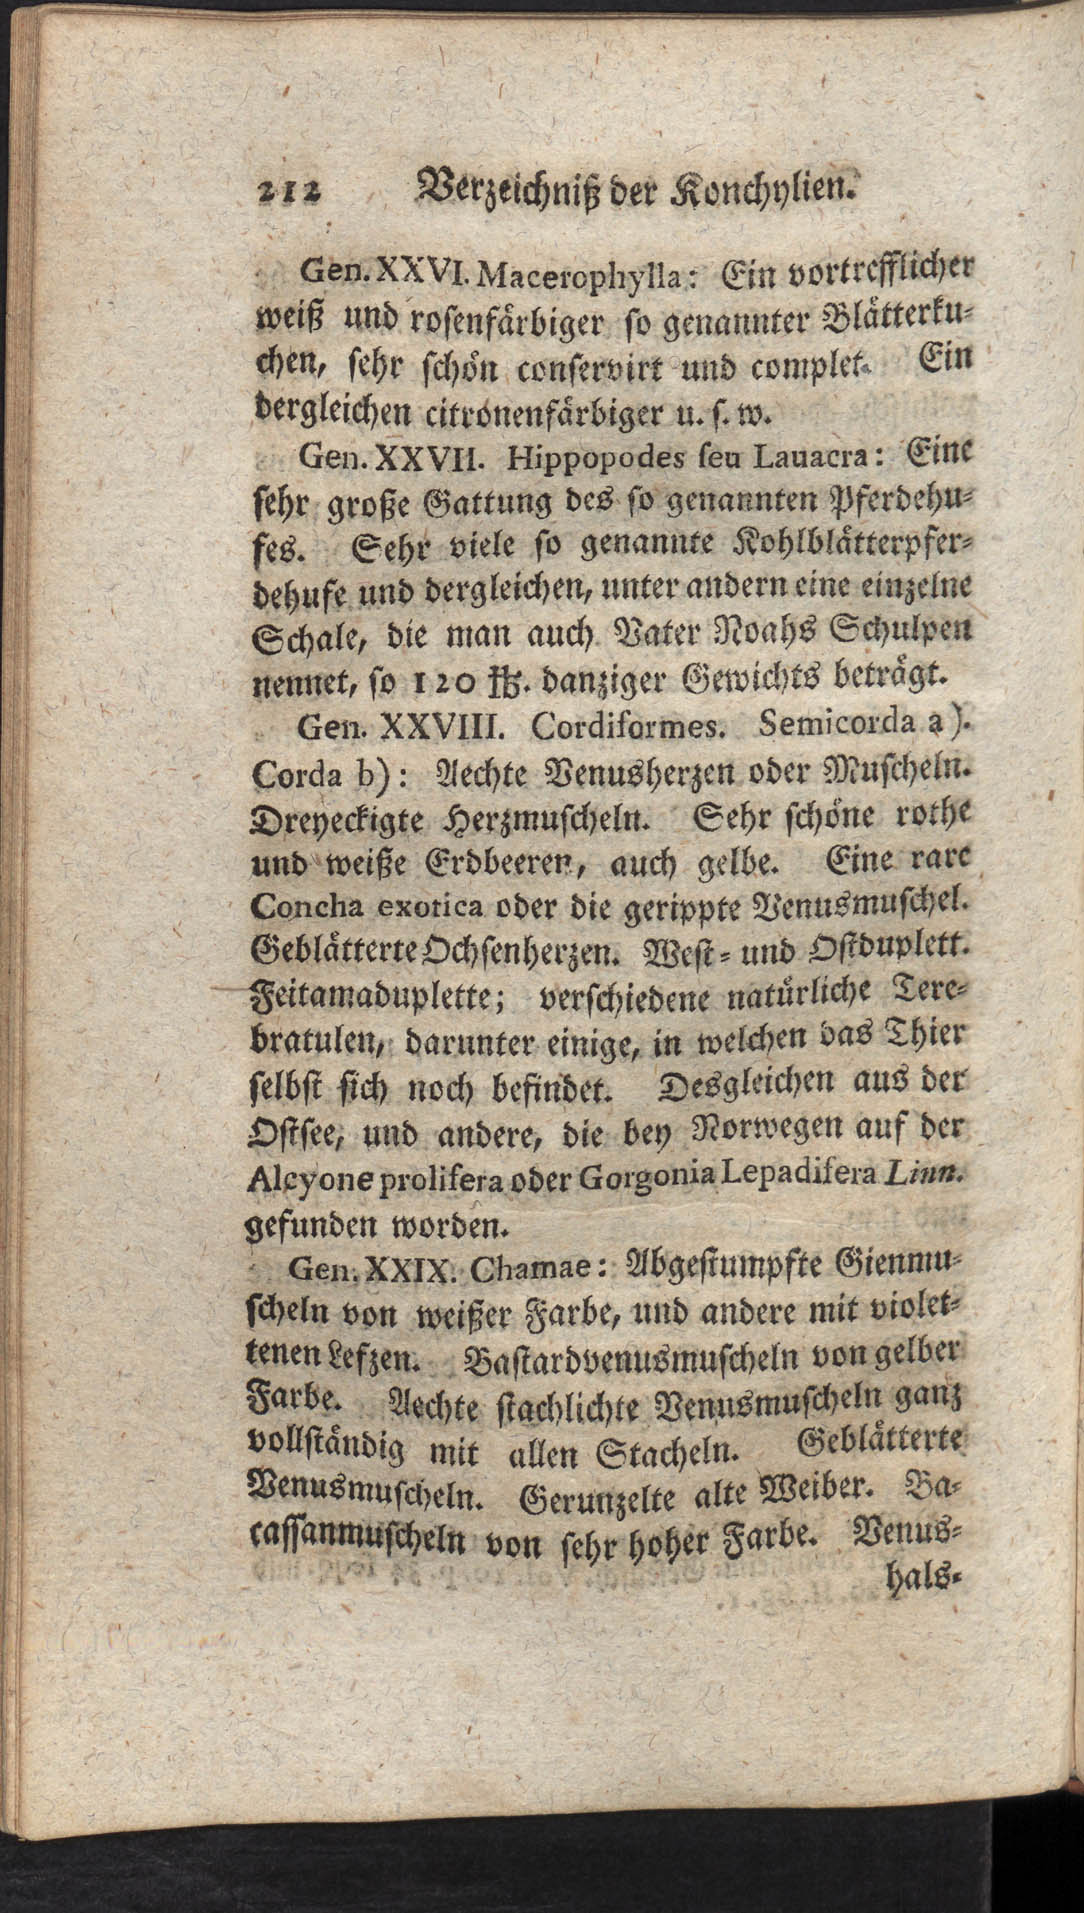 212 Verzeichniß der Konchylien.
Gen. XXVI. Macerophylla: Ein vortrefflicher
weiß und rosenfärbiger so genannter Blätterku-
chen, sehr schön conservirt und complet. Ein
dergleichen citronenfärbiger u. s. w.
Gen. XXVII. Hippopodes seu Lauacra: Eine
sehr große Gattung des so genannten Pferdehu-
fes. Sehr viele so genannte Kohlblätterpfer-
dehufe und dergleichen, unter andern eine einzelne
Schale, die man auch Vater Noahs Schulpen
nennet, so 120 ℔. danziger Gewichts beträgt.
Gen. XXVIII. Cordiformes. Semicorda a).
Corda b): Aechte Venusherzen oder Muscheln.
Dreyeckigte Herzmuscheln. Sehr schöne rothe
und weiße Erdbeeren, auch gelbe. Eine rare
Concha exotica oder die gerippte Venusmuschel.
Geblätterte Ochsenherzen. West- und Ostduplett.
Feitamaduplette; verschiedene natürliche Tere-
bratulen, darunter einige, in welchen das Thier
selbst sich noch befindet. Desgleichen aus der
Ostsee, und andere, die bey Norwegen auf der
Alcyone prolifera oder Gorgonia Lepadifera Linn.
gefunden worden.
Gen. XXIX. Chamae: Abgestumpfte Gienmu-
scheln von weißer Farbe, und andere mit violet-
tenen Lefzen. Bastardvenusmuscheln von gelber
Farbe. Aechte stachlichte Venusmuscheln ganz
vollständig mit allen Stacheln. Geblätterte
Venusmuscheln. Gerunzelte alte Weiber. Ba-
cassanmuscheln von sehr hoher Farbe. Venus-
hals-